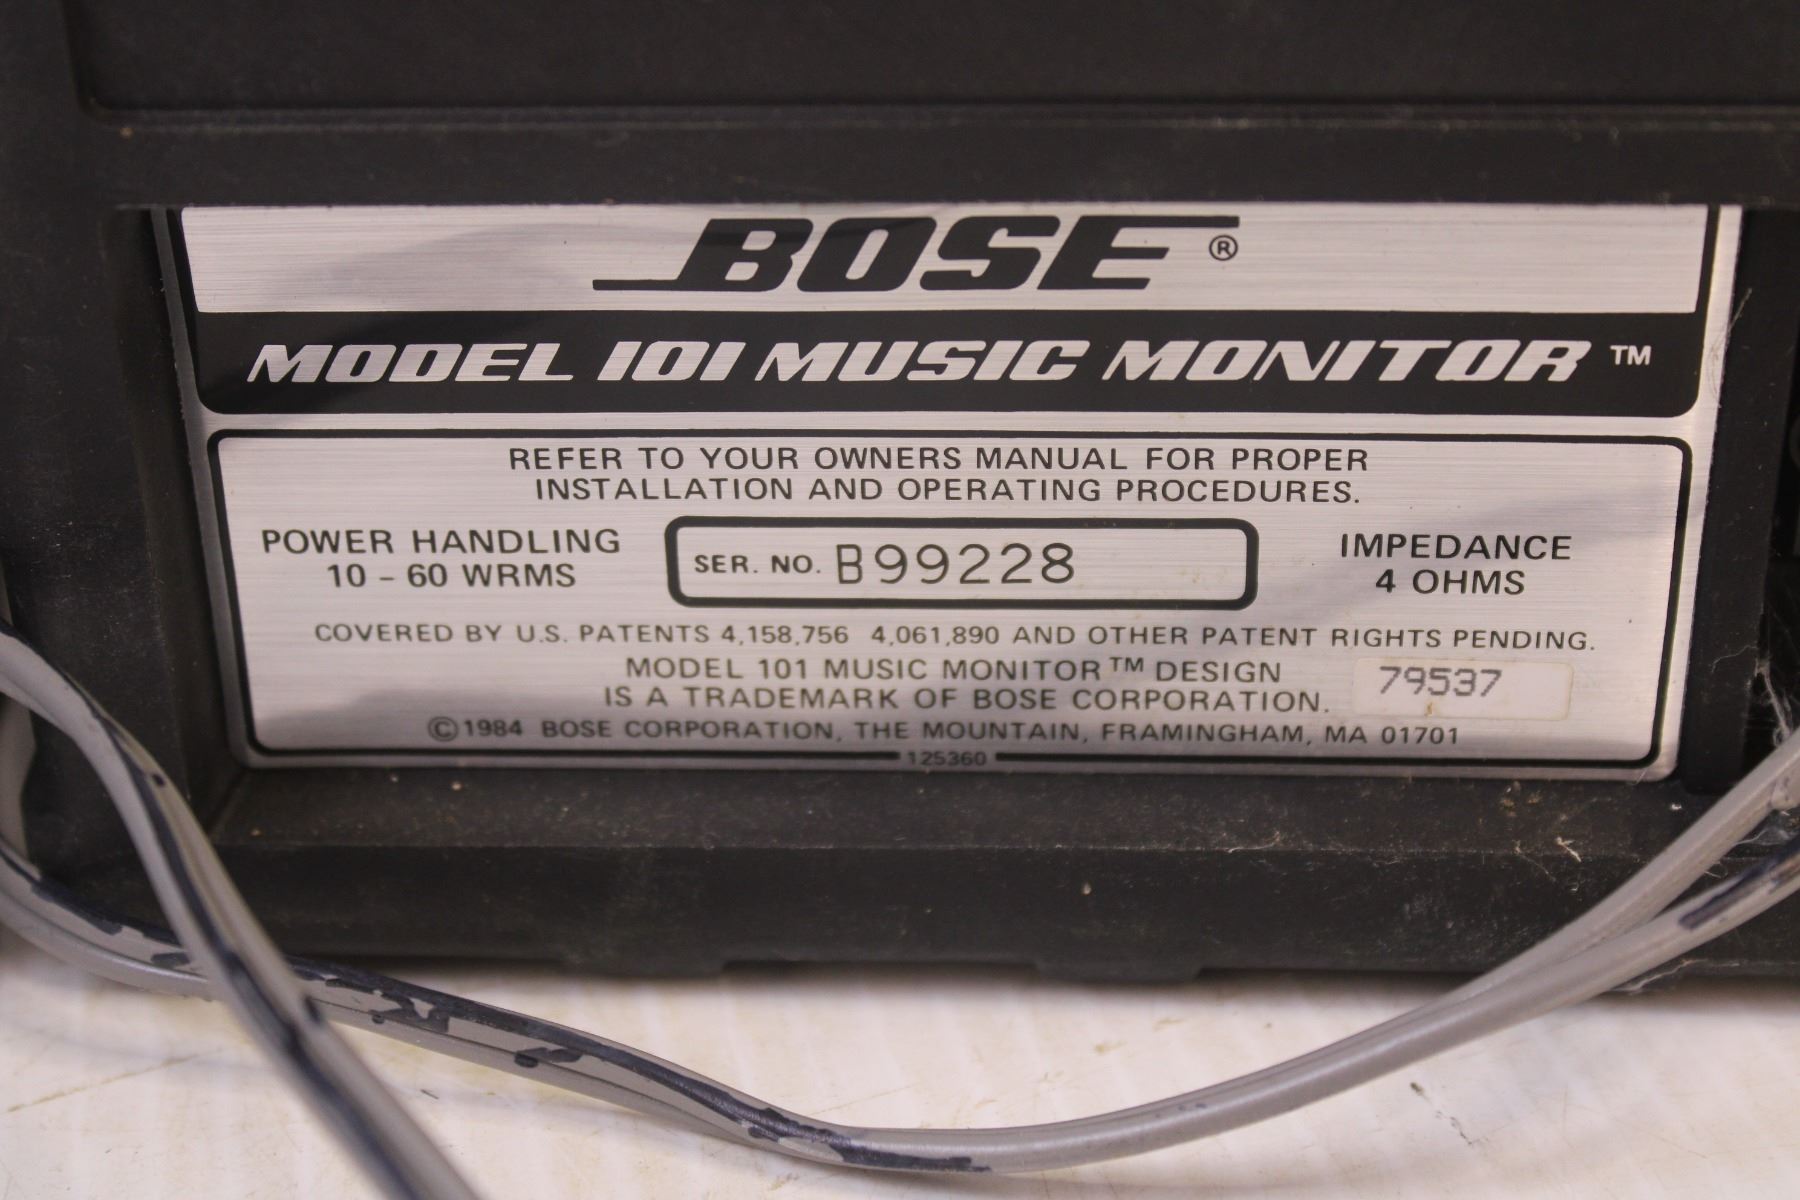 BOSE®
MODEL 101 MUSIC MONITOR™
REFER TO YOUR OWNERS MANUAL FOR PROPER
INSTALLATION AND OPERATING PROCEDURES.
POWER HANDLING
10 - 60 WRMS
SER. NO. B99228
IMPEDANCE
4 OHMS
COVERED BY U.S. PATENTS 4,158,756 4,061,890 AND OTHER PATENT RIGHTS PENDING.
MODEL 101 MUSIC MONITOR™ DESIGN
IS A TRADEMARK OF BOSE CORPORATION.
79537
©1984 BOSE CORPORATION, THE MOUNTAIN, FRAMINGHAM, MA 01701
125360